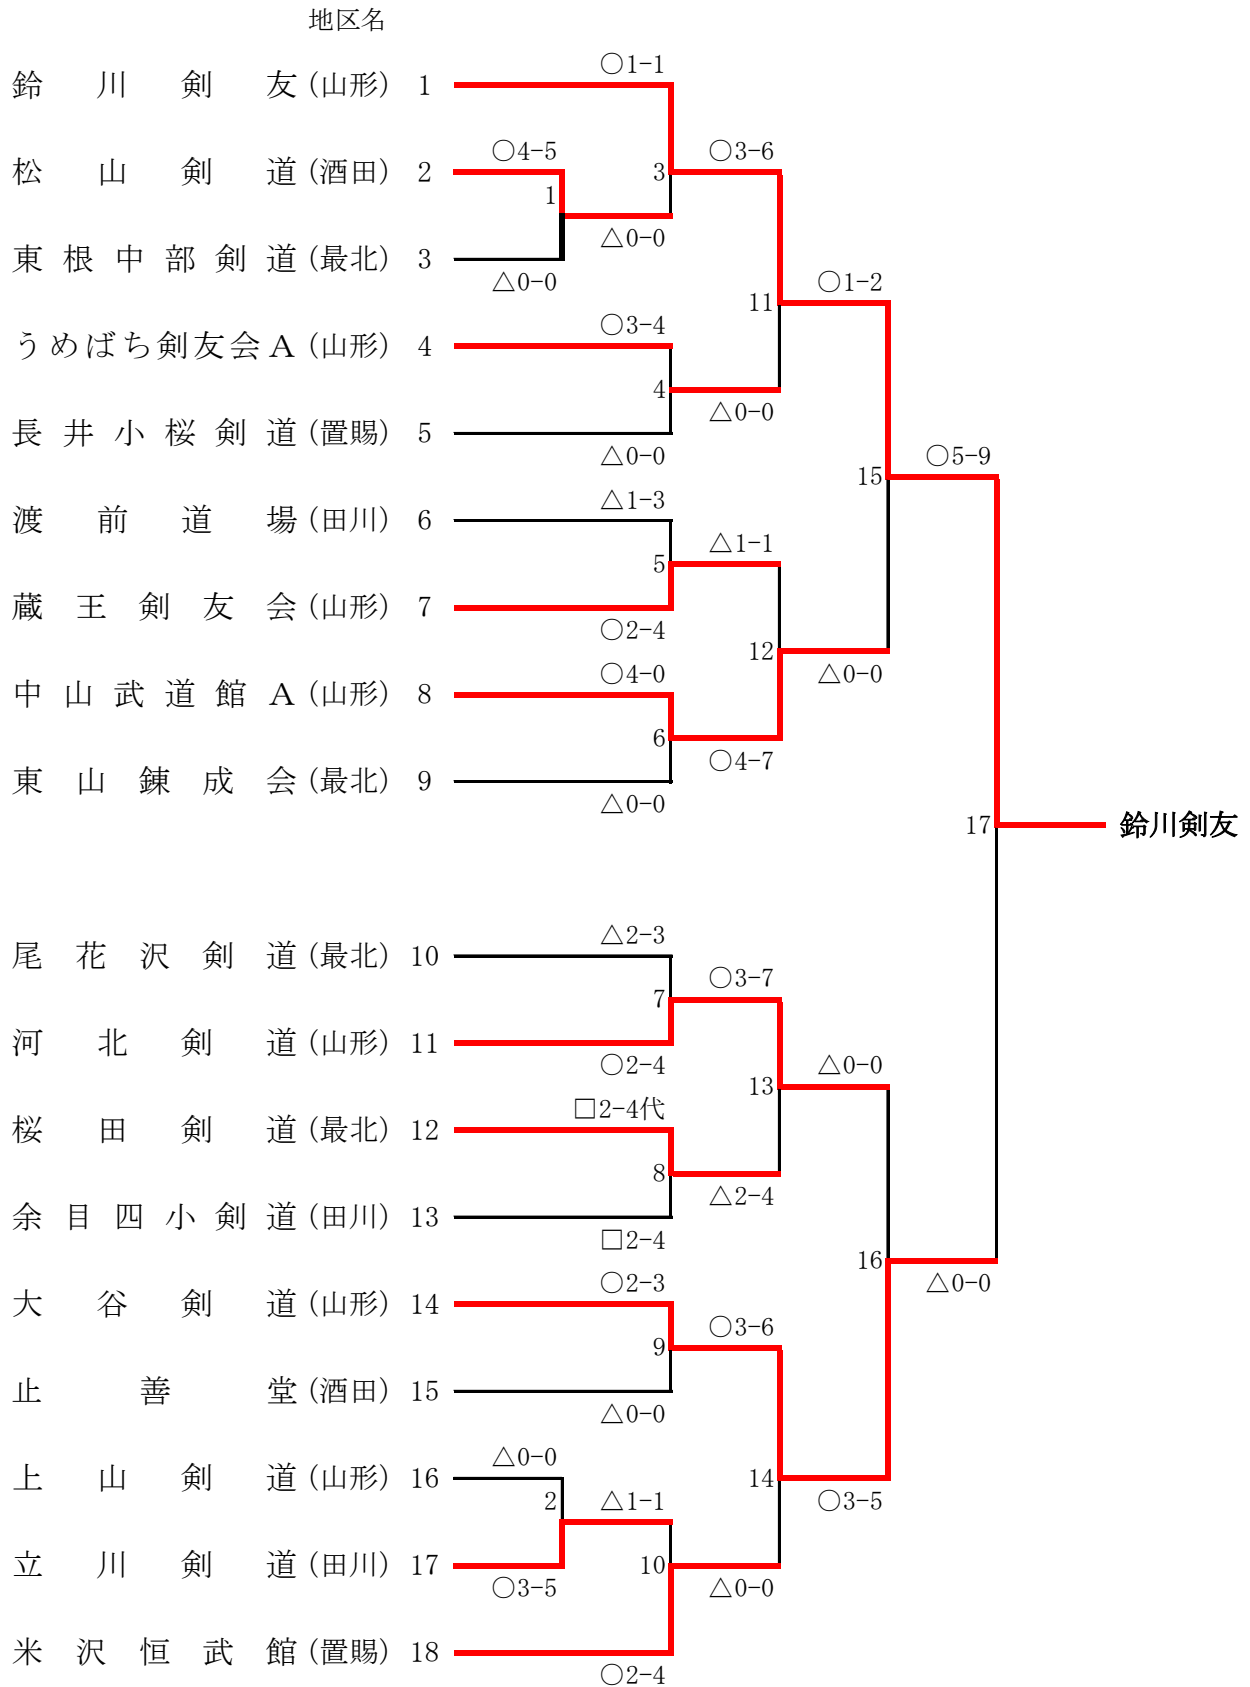 地区名
○1-1
鈴川剣友(山形) 1
○4-5 ○3-6
松山剣道(酒田) 2 3
1
△0-0
東根中部剣道(最北) 3
△0-0 ○1-2
11
○3-4
うめばち剣友会A(山形) 4
4
△0-0
長井小桜剣道(置賜) 5
△0-0 ○5-9
15
△1-3
渡前道場(田川) 6
△1-1
5
蔵王剣友会(山形) 7
○2-4
12
○4-0 △0-0
中山武道館A(山形) 8
6
○4-7
東山錬成会(最北) 9
△0-0
17 鈴川剣友
△2-3
尾花沢剣道(最北) 10
○3-7
7
河北剣道(山形) 11
○2-4 △0-0
13
□2-4代
桜田剣道(最北) 12
8
△2-4
余目四小剣道(田川) 13
□2-4
16
○2-3 △0-0
大谷剣道(山形) 14
○3-6
9
止善堂(酒田) 15
△0-0
△0-0
上山剣道(山形) 16 14
2 △1-1 ○3-5
立川剣道(田川) 17 10
○3-5 △0-0
米沢恒武館(置賜) 18
○2-4